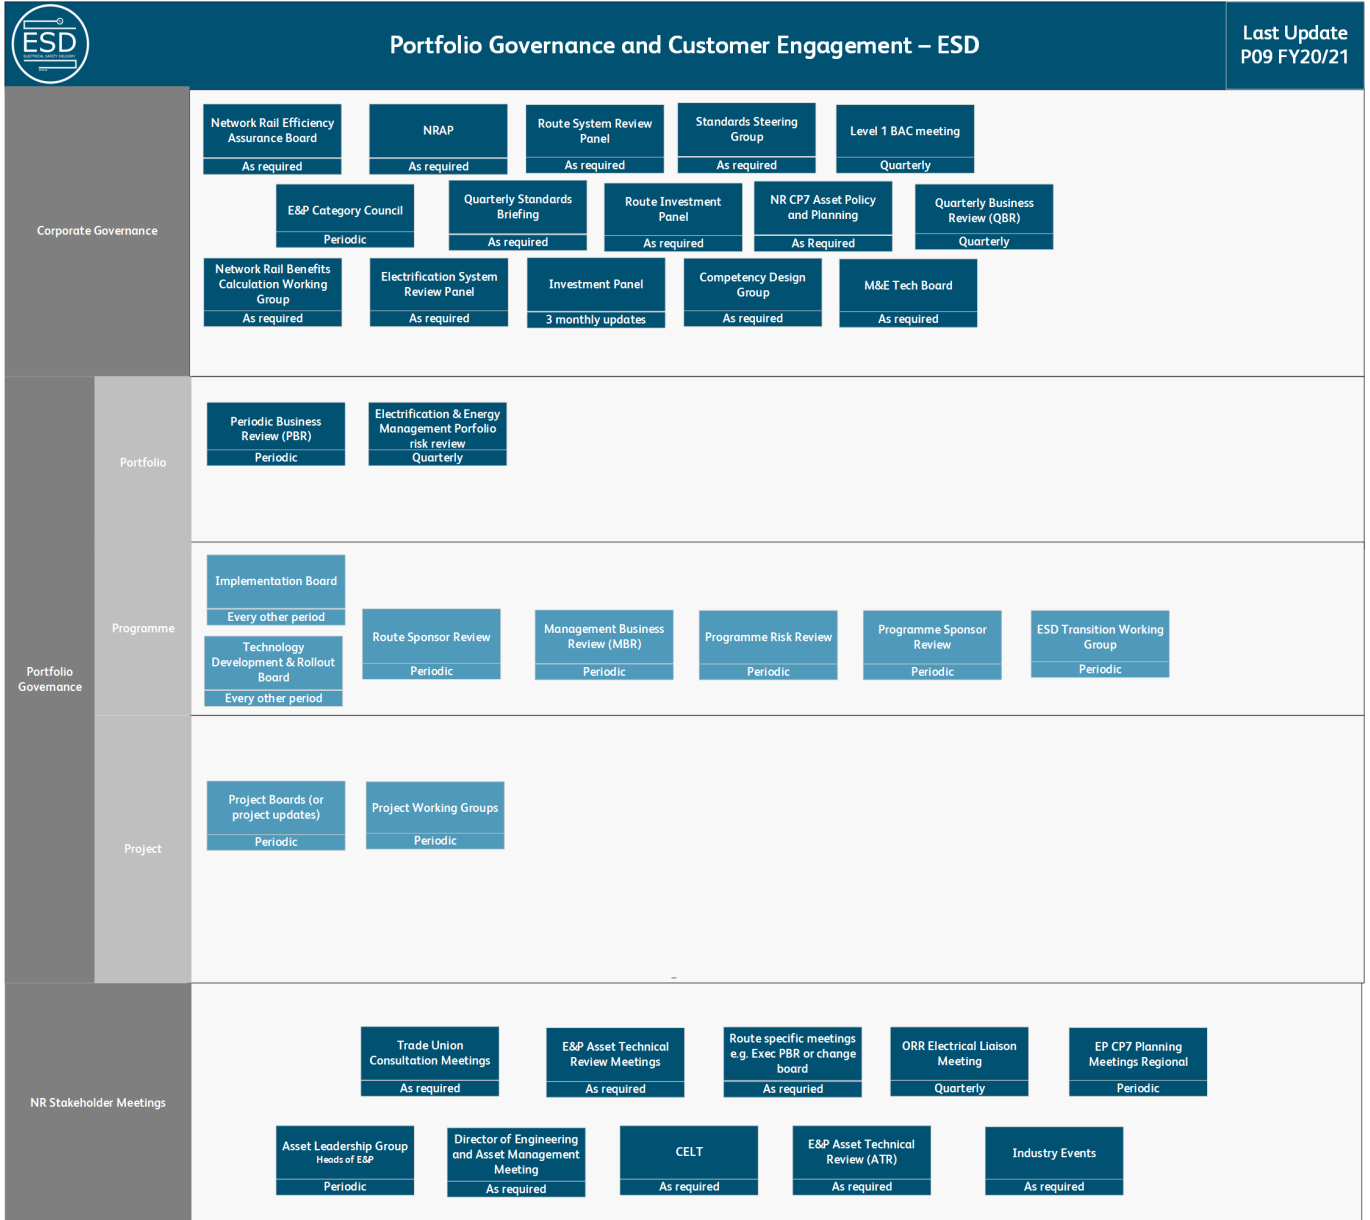 ESD
ELECTRICAL SAFETY DELIVERY
Portfolio Governance and Customer Engagement – ESD
Last Update
P09 FY20/21
Corporate Governance
Network Rail Efficiency
Assurance Board
As required
NRAP
As required
Route System Review
Panel
As required
Standards Steering
Group
As required
Level 1 BAC meeting
Quarterly
E&P Category Council
Periodic
Quarterly Standards
Briefing
As required
Route Investment
Panel
As required
NR CP7 Asset Policy
and Planning
As Required
Quarterly Business
Review (QBR)
Quarterly
Network Rail Benefits
Calculation Working
Group
As required
Electrification System
Review Panel
As required
Investment Panel
3 monthly updates
Competency Design
Group
As required
M&E Tech Board
As required
Portfolio
Governance
Portfolio
Periodic Business
Review (PBR)
Periodic
Electrification & Energy
Management Porfolio
risk review
Quarterly
Programme
Implementation Board
Every other period
Technology
Development & Rollout
Board
Every other period
Route Sponsor Review
Periodic
Management Business
Review (MBR)
Periodic
Programme Risk Review
Periodic
Programme Sponsor
Review
Periodic
ESD Transition Working
Group
Periodic
Project
Project Boards (or
project updates)
Periodic
Project Working Groups
Periodic
–
NR Stakeholder Meetings
Trade Union
Consultation Meetings
As required
E&P Asset Technical
Review Meetings
As required
Route specific meetings
e.g. Exec PBR or change
board
As requried
ORR Electrical Liaison
Meeting
Quarterly
EP CP7 Planning
Meetings Regional
Periodic
Asset Leadership Group
Heads of E&P
Periodic
Director of Engineering
and Asset Management
Meeting
As required
CELT
As required
E&P Asset Technical
Review (ATR)
As required
Industry Events
As required